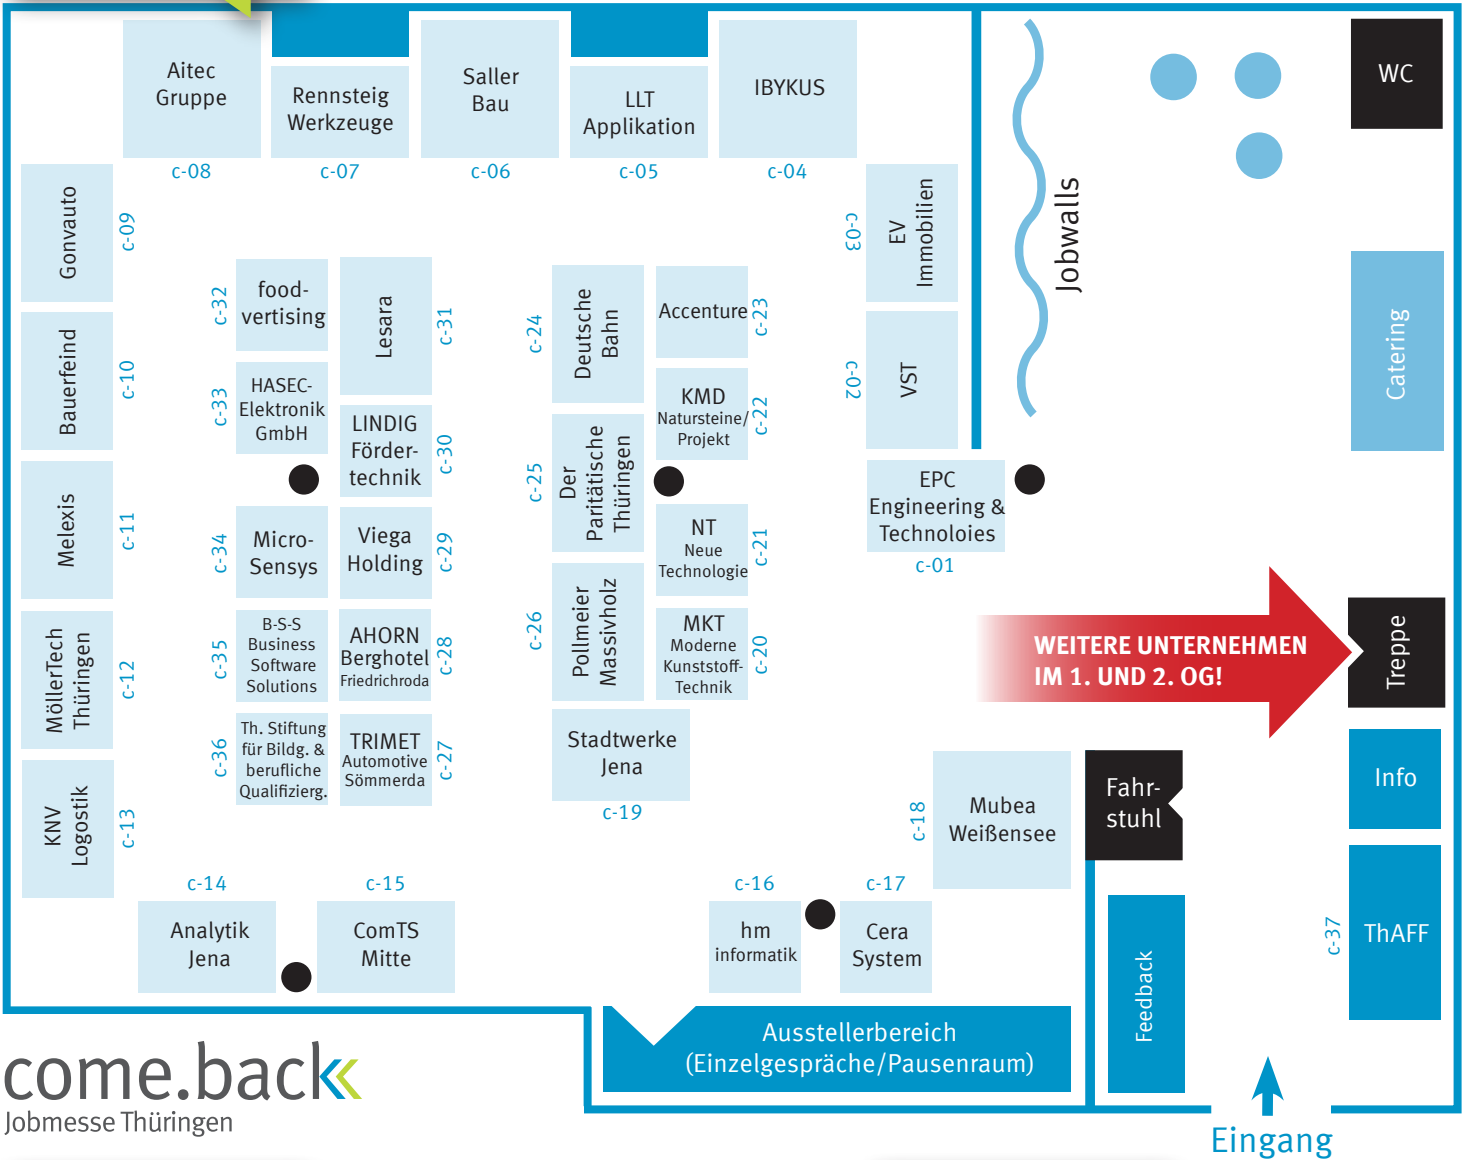 Aitec
Gruppe
c-08
Rennsteig
Werkzeuge
c-07
Saller
Bau
c-06
LLT
Applikation
c-05
IBYKUS
c-04
WC
Gonvauto
c-09
EV
Immobilien
c-03
Jobwalls
Catering
food-
vertising
c-32
Lesara
c-31
Deutsche
Bahn
c-24
Accenture
c-23
Bauerfeind
c-10
VST
c-02
HASEC-
Elektronik
GmbH
c-33
LINDIG
Förder-
technik
c-30
KMD
Natursteine/
Projekt
c-22
Der
Paritätische
Thüringen
c-25
EPC
Engineering &
Technoloies
c-01
Melexis
c-11
Micro-
Sensys
c-34
Viega
Holding
c-29
NT
Neue
Technologie
c-21
MöllerTech
Thüringen
c-12
B-S-S
Business
Software
Solutions
c-35
AHORN
Berghotel
Friedrichroda
c-28
Pollmeier
Massivholz
c-26
MKT
Moderne
Kunststoff-
Technik
c-20
WEITERE UNTERNEHMEN
IM 1. UND 2. OG!
Treppe
Th. Stiftung
für Bildg. &
berufliche
Qualifizierg.
c-36
TRIMET
Automotive
Sömmerda
c-27
Stadtwerke
Jena
c-19
KNV
Logostik
c-13
Mubea
Weißensee
c-18
Fahr-
stuhl
Info
c-14
Analytik
Jena
c-15
ComTS
Mitte
c-16
hm
informatik
c-17
Cera
System
ThAFF
c-37
Feedback
Ausstellerbereich
(Einzelgespräche/Pausenraum)
Eingang
come.back
Jobmesse Thüringen